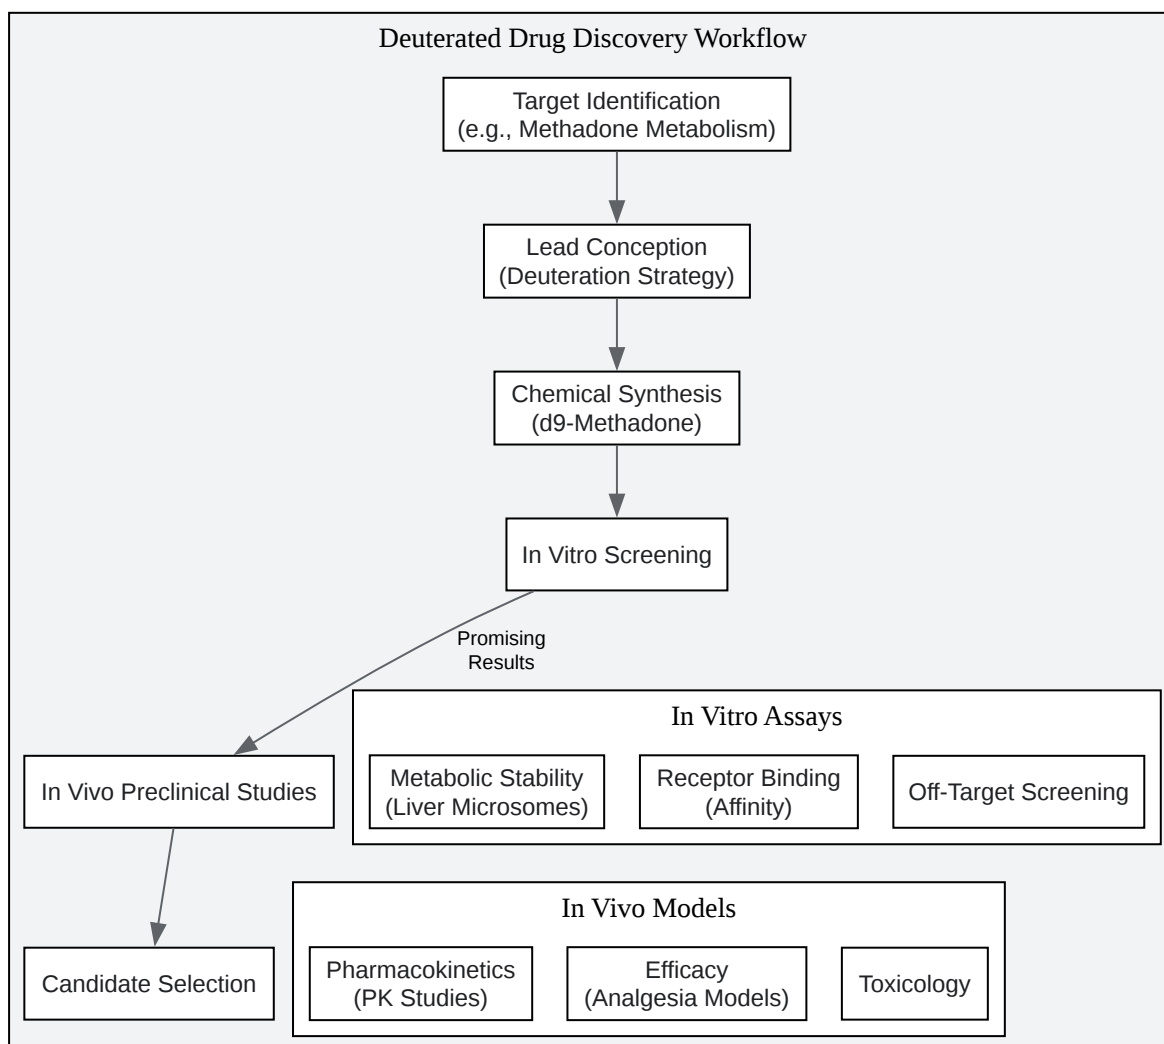 Deuterated Drug Discovery Workflow
Target Identification
(e.g., Methadone Metabolism)
Lead Conception
(Deuteration Strategy)
Chemical Synthesis
(d9-Methadone)
In Vitro Screening
Promising
Results
In Vitro Assays
Metabolic Stability
(Liver Microsomes)
Receptor Binding
(Affinity)
Off-Target Screening
In Vivo Preclinical Studies
In Vivo Models
Pharmacokinetics
(PK Studies)
Efficacy
(Analgesia Models)
Toxicology
Candidate Selection